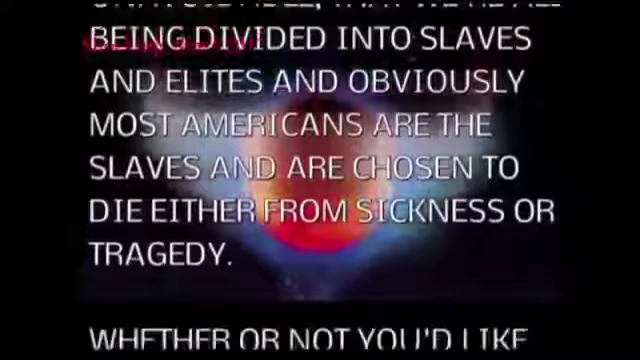 BEING DIVIDED INTO SLAVES
AND ELITES AND OBVIOUSLY
MOST AMERICANS ARE THE
SLAVES AND ARE CHOSEN TO
DIE EITHER FROM SICKNESS OR
TRAGEDY.
WHETHER OR NOT YOU'D LIKE